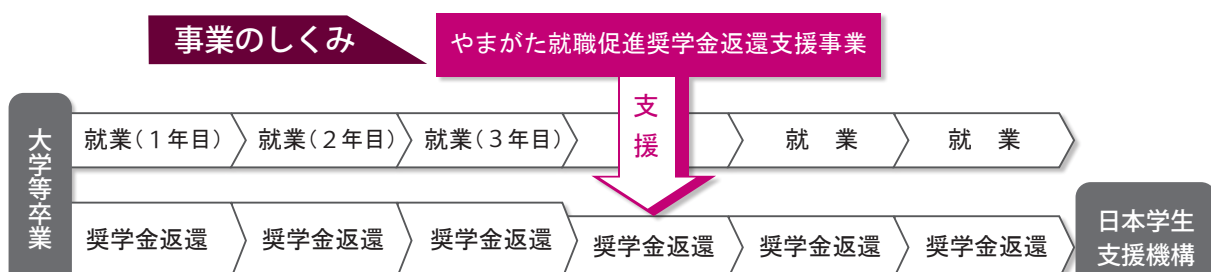 事業のしくみ
やまがた就職促進奨学金返還支援事業
支援
大学等卒業
就業(1年目)
就業(2年目)
就業(3年目)
就 業
就 業
奨学金返還
奨学金返還
奨学金返還
奨学金返還
奨学金返還
奨学金返還
日本学生
支援機構